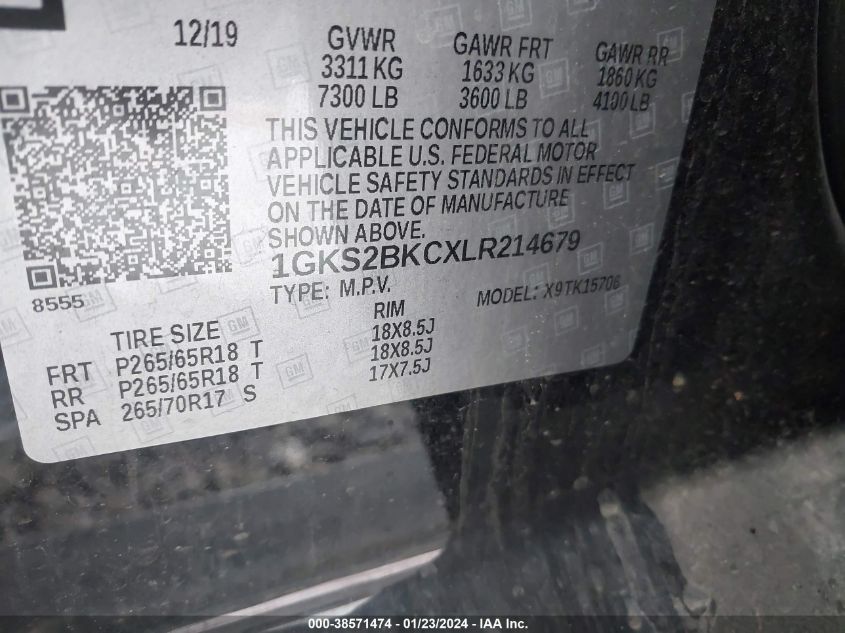 12/19 GVWR GAWR FRT GAWR RR
3311 KG 1633 KG 1860 KG
7300 LB 3600 LB 4100 LB
THIS VEHICLE CONFORMS TO ALL
APPLICABLE U.S. FEDERAL MOTOR
VEHICLE SAFETY STANDARDS IN EFFECT
ON THE DATE OF MANUFACTURE
SHOWN ABOVE.
1GKS2BKCXLR214679
8555 TYPE: M.P.V. MODEL: X9TK15706
TIRE SIZE RIM
FRT P265/65R18 T 18X8.5J
RR P265/65R18 T 18X8.5J
SPA 265/70R17 S 17X7.5J
000-38571474 / 01/23/2024 - IAA Inc.